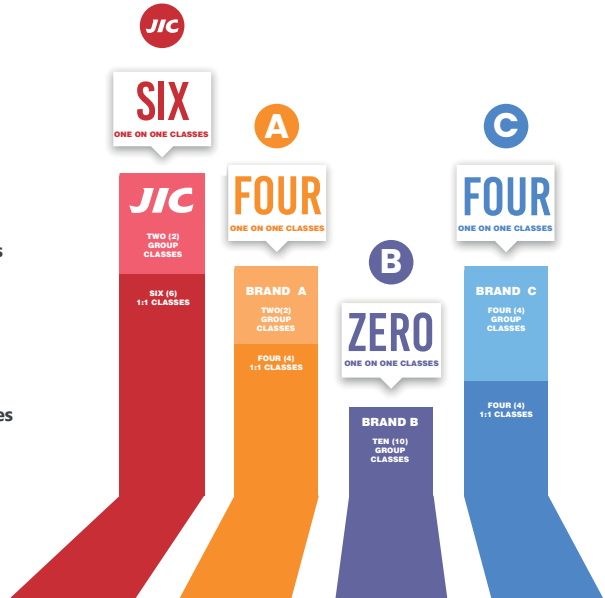 JIC
SIX
ONE ON ONE CLASSES
JIC
TWO (2)
GROUP
CLASSES
SIX (6)
1:1 CLASSES
A
FOUR
ONE ON ONE CLASSES
BRAND A
TWO(2)
GROUP
CLASSES
FOUR (4)
1:1 CLASSES
B
ZERO
ONE ON ONE CLASSES
BRAND B
TEN (10)
GROUP
CLASSES
C
FOUR
ONE ON ONE CLASSES
BRAND C
FOUR (4)
GROUP
CLASSES
FOUR (4)
1:1 CLASSES